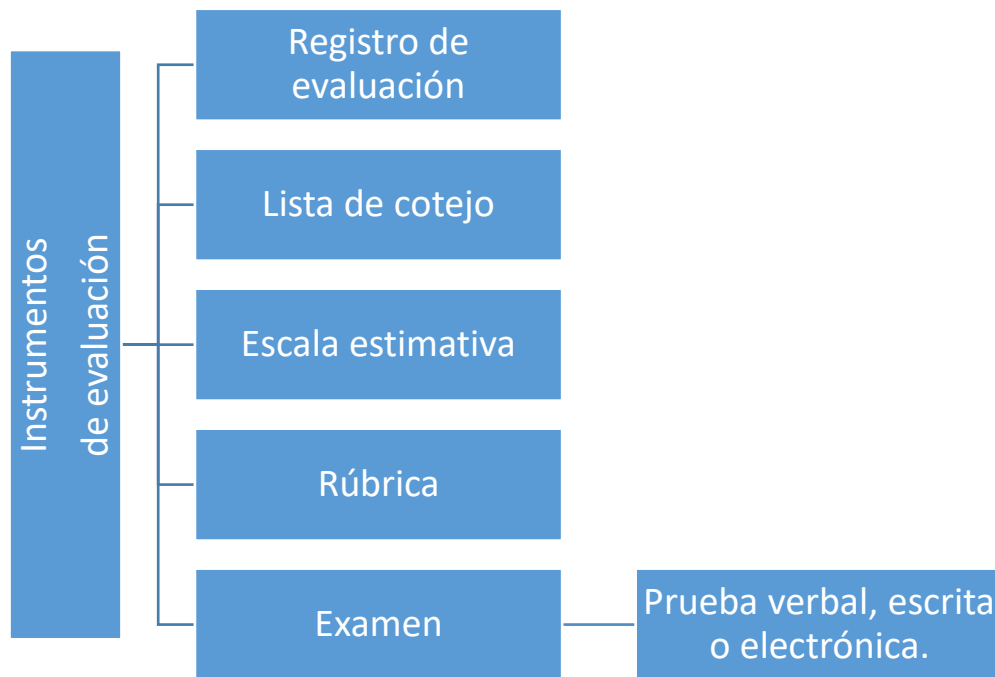 Instrumentos
de evaluación
Registro de
evaluación
Lista de cotejo
Escala estimativa
Rúbrica
Examen
Prueba verbal, escrita
o electrónica.